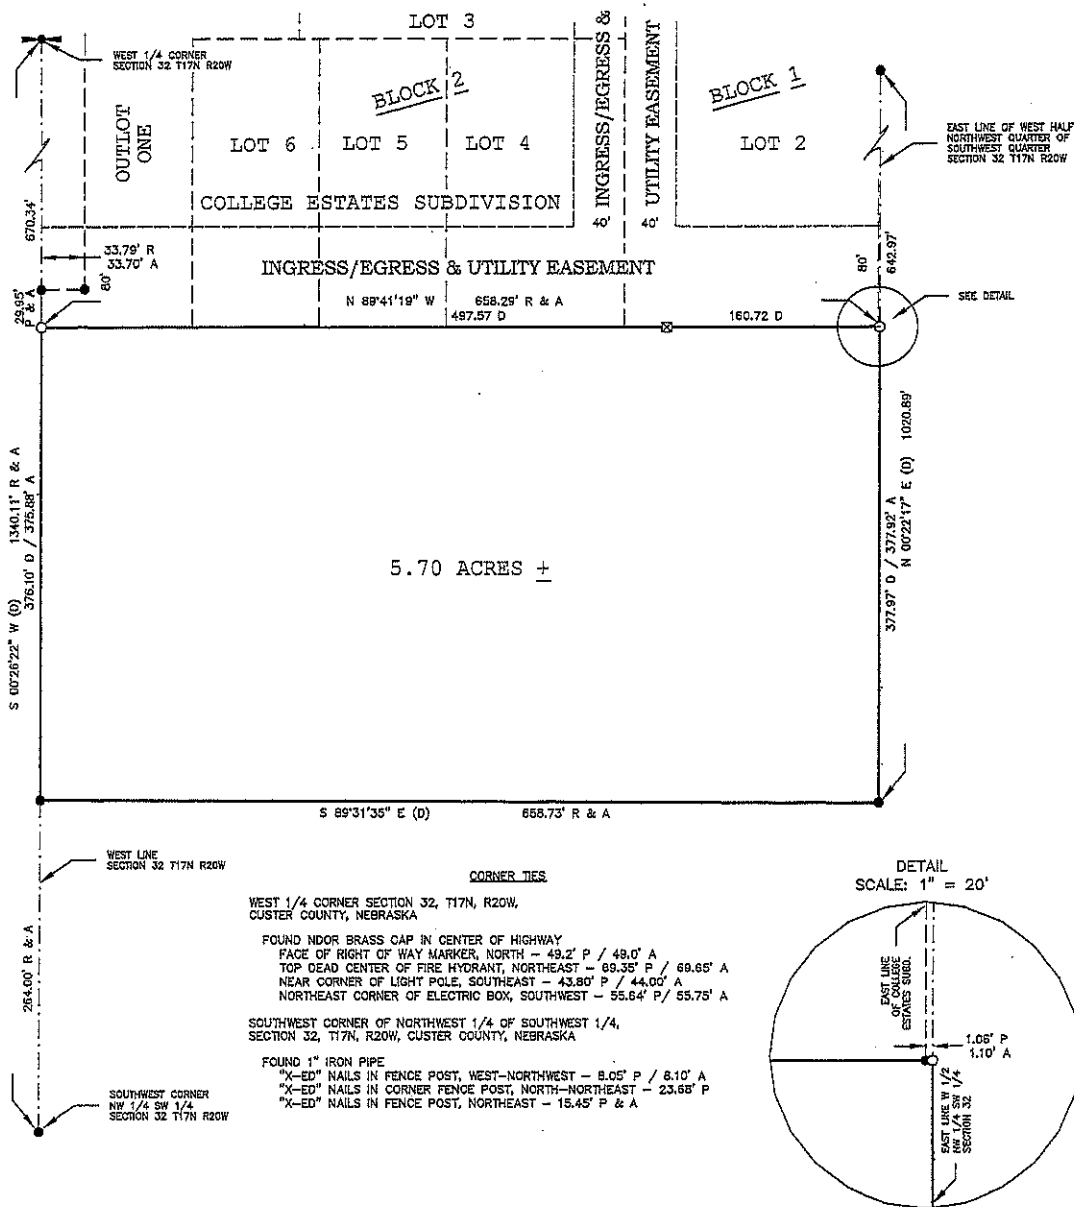 LOT 3
WEST 1/4 CORNER
SECTION 32 T17N R20W
OUTLOT
ONE
BLOCK 2
LOT 6
LOT 5
LOT 4
INGRESS/EGRESS &
UTILITY EASEMENT
BLOCK 1
LOT 2
EAST LINE OF WEST HALF
NORTHWEST QUARTER OF
SOUTHWEST QUARTER
SECTION 32 T17N R20W
COLLEGE ESTATES SUBDIVISION
40'
40'
670.34'
33.79' R
33.70' A
80'
INGRESS/EGRESS & UTILITY EASEMENT
80'
642.97'
29.95'
P & A
N 89°41'19" W 658.29' R & A
497.57 D
160.72 D
SEE DETAIL
S 00°26'22" W (D) 1340.11' R & A
376.10' D / 375.88' A
5.70 ACRES ±
377.97' D / 377.92' A
N 00°22'17" E (D) 1020.89'
S 89°31'35" E (D) 658.73' R & A
WEST LINE
SECTION 32 T17N R20W
264.00' R & A
SOUTHWEST CORNER
NW 1/4 SW 1/4
SECTION 32 T17N R20W
CORNER TIES
WEST 1/4 CORNER SECTION 32, T17N, R20W,
CUSTER COUNTY, NEBRASKA
FOUND NDOR BRASS CAP IN CENTER OF HIGHWAY
FACE OF RIGHT OF WAY MARKER, NORTH – 49.2' P / 49.0' A
TOP DEAD CENTER OF FIRE HYDRANT, NORTHEAST – 69.35' P / 69.65' A
NEAR CORNER OF LIGHT POLE, SOUTHEAST – 43.80' P / 44.00' A
NORTHEAST CORNER OF ELECTRIC BOX, SOUTHWEST – 55.64' P/ 55.75' A
SOUTHWEST CORNER OF NORTHWEST 1/4 OF SOUTHWEST 1/4,
SECTION 32, T17N, R20W, CUSTER COUNTY, NEBRASKA
FOUND 1" IRON PIPE
"X-ED" NAILS IN FENCE POST, WEST-NORTHWEST – 8.05' P / 8.10' A
"X-ED" NAILS IN CORNER FENCE POST, NORTH-NORTHEAST – 23.68' P
"X-ED" NAILS IN FENCE POST, NORTHEAST – 15.45' P & A
DETAIL
SCALE: 1" = 20'
EAST LINE
OF COLLEGE
ESTATES SUBD.
1.06' P
1.10' A
EAST LINE W 1/2
NW 1/4 SW 1/4
SECTION 32